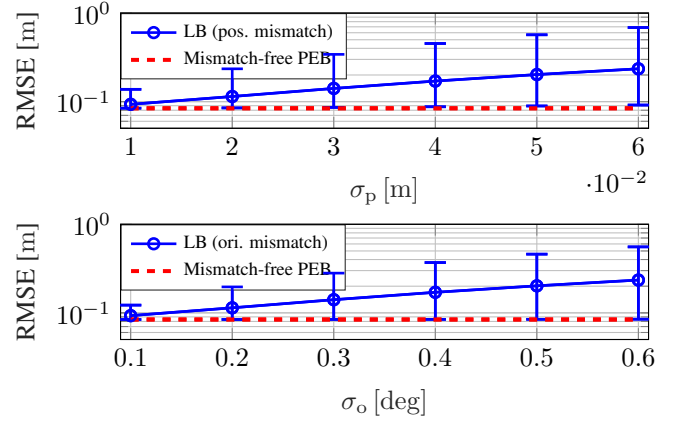 10^0
10^{-1}
RMSE [m]
LB (pos. mismatch)
Mismatch-free PEB
1 2 3 4 5 6
·10^{-2}
σ_p [m]
10^0
10^{-1}
RMSE [m]
LB (ori. mismatch)
Mismatch-free PEB
0.1 0.2 0.3 0.4 0.5 0.6
σ_o [deg]